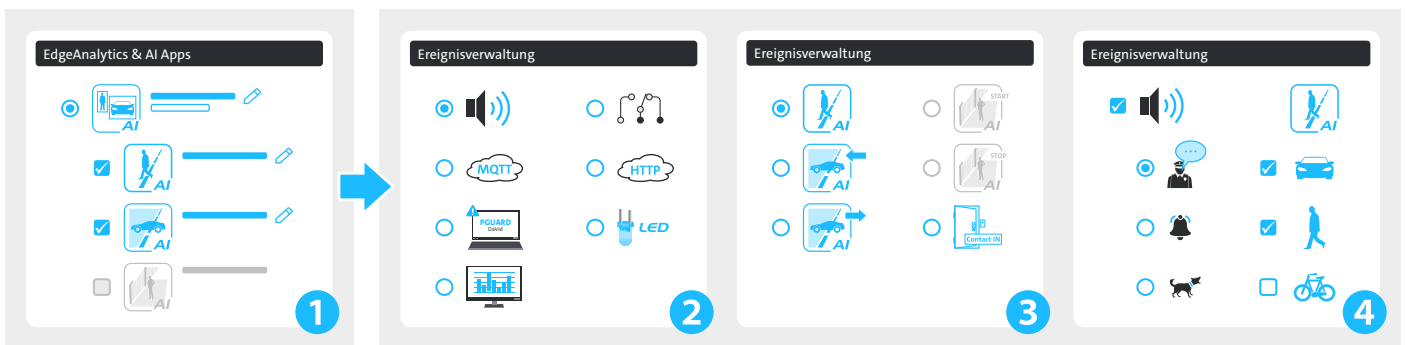 EdgeAnalytics & AI Apps
AI
AI
AI
AI
1
Ereignisverwaltung
MQTT
HTTP
PGUARD
DaVid
LED
2
Ereignisverwaltung
AI
START
AI
AI
STOP
AI
AI
Contact IN
3
Ereignisverwaltung
AI
4